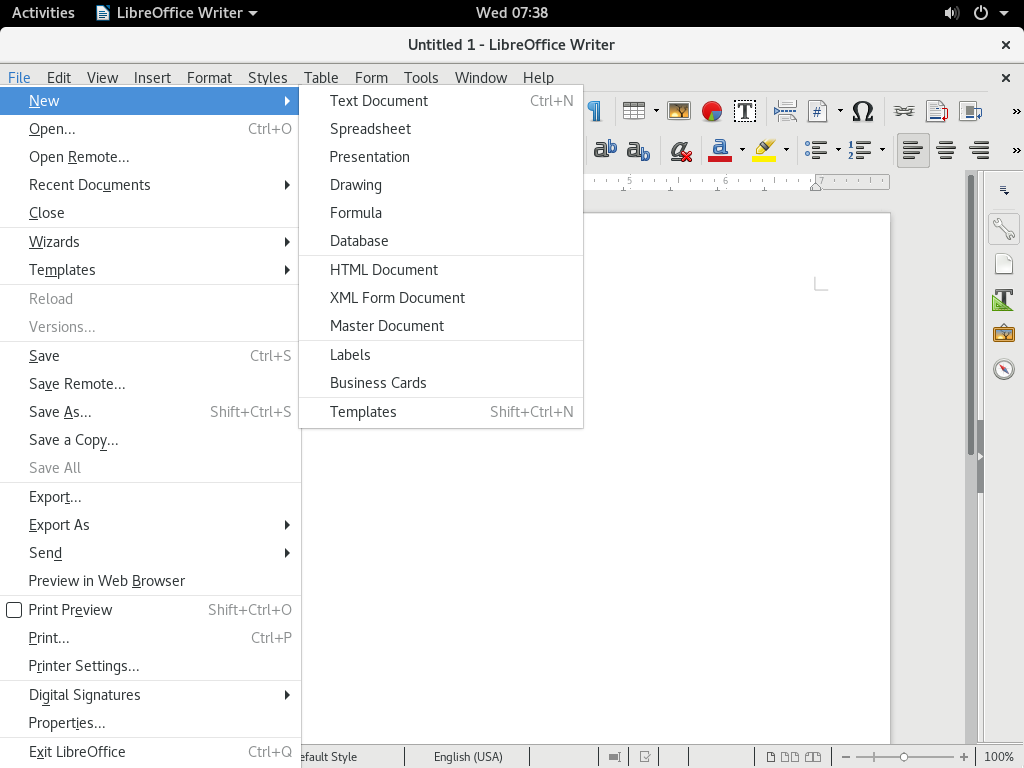 Activities LibreOffice Writer Wed 07:38
Untitled 1 - LibreOffice Writer
File Edit View Insert Format Styles Table Form Tools Window Help
New
Open... Ctrl+O
Open Remote...
Recent Documents
Close
Wizards
Templates
Reload
Versions...
Save Ctrl+S
Save Remote...
Save As... Shift+Ctrl+S
Save a Copy...
Save All
Export...
Export As
Send
Preview in Web Browser
Print Preview Shift+Ctrl+O
Print... Ctrl+P
Printer Settings...
Digital Signatures
Properties...
Exit LibreOffice Ctrl+Q
Text Document Ctrl+N
Spreadsheet
Presentation
Drawing
Formula
Database
HTML Document
XML Form Document
Master Document
Labels
Business Cards
Templates Shift+Ctrl+N
5 6 7
efault Style English (USA) 100%